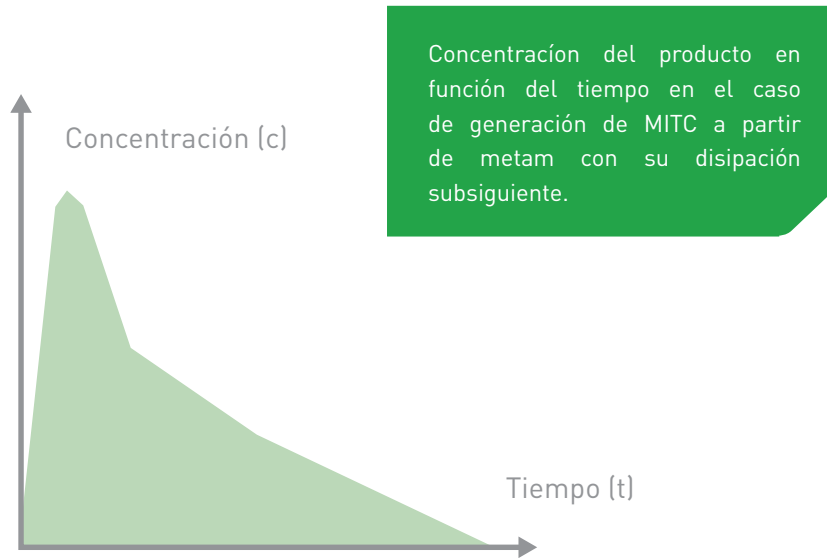 Concentracíon del producto en
función del tiempo en el caso
de generación de MITC a partir
de metam con su disipación
subsiguiente.
Concentración (c)
Tiempo (t)